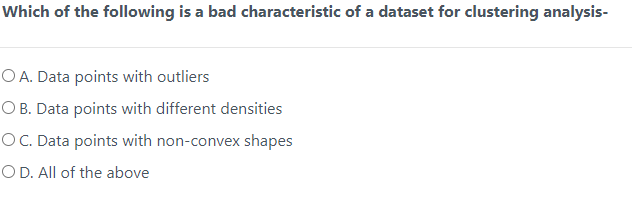 Which of the following is a bad characteristic of a dataset for clustering analysis-
A. Data points with outliers
B. Data points with different densities
C. Data points with non-convex shapes
D. All of the above